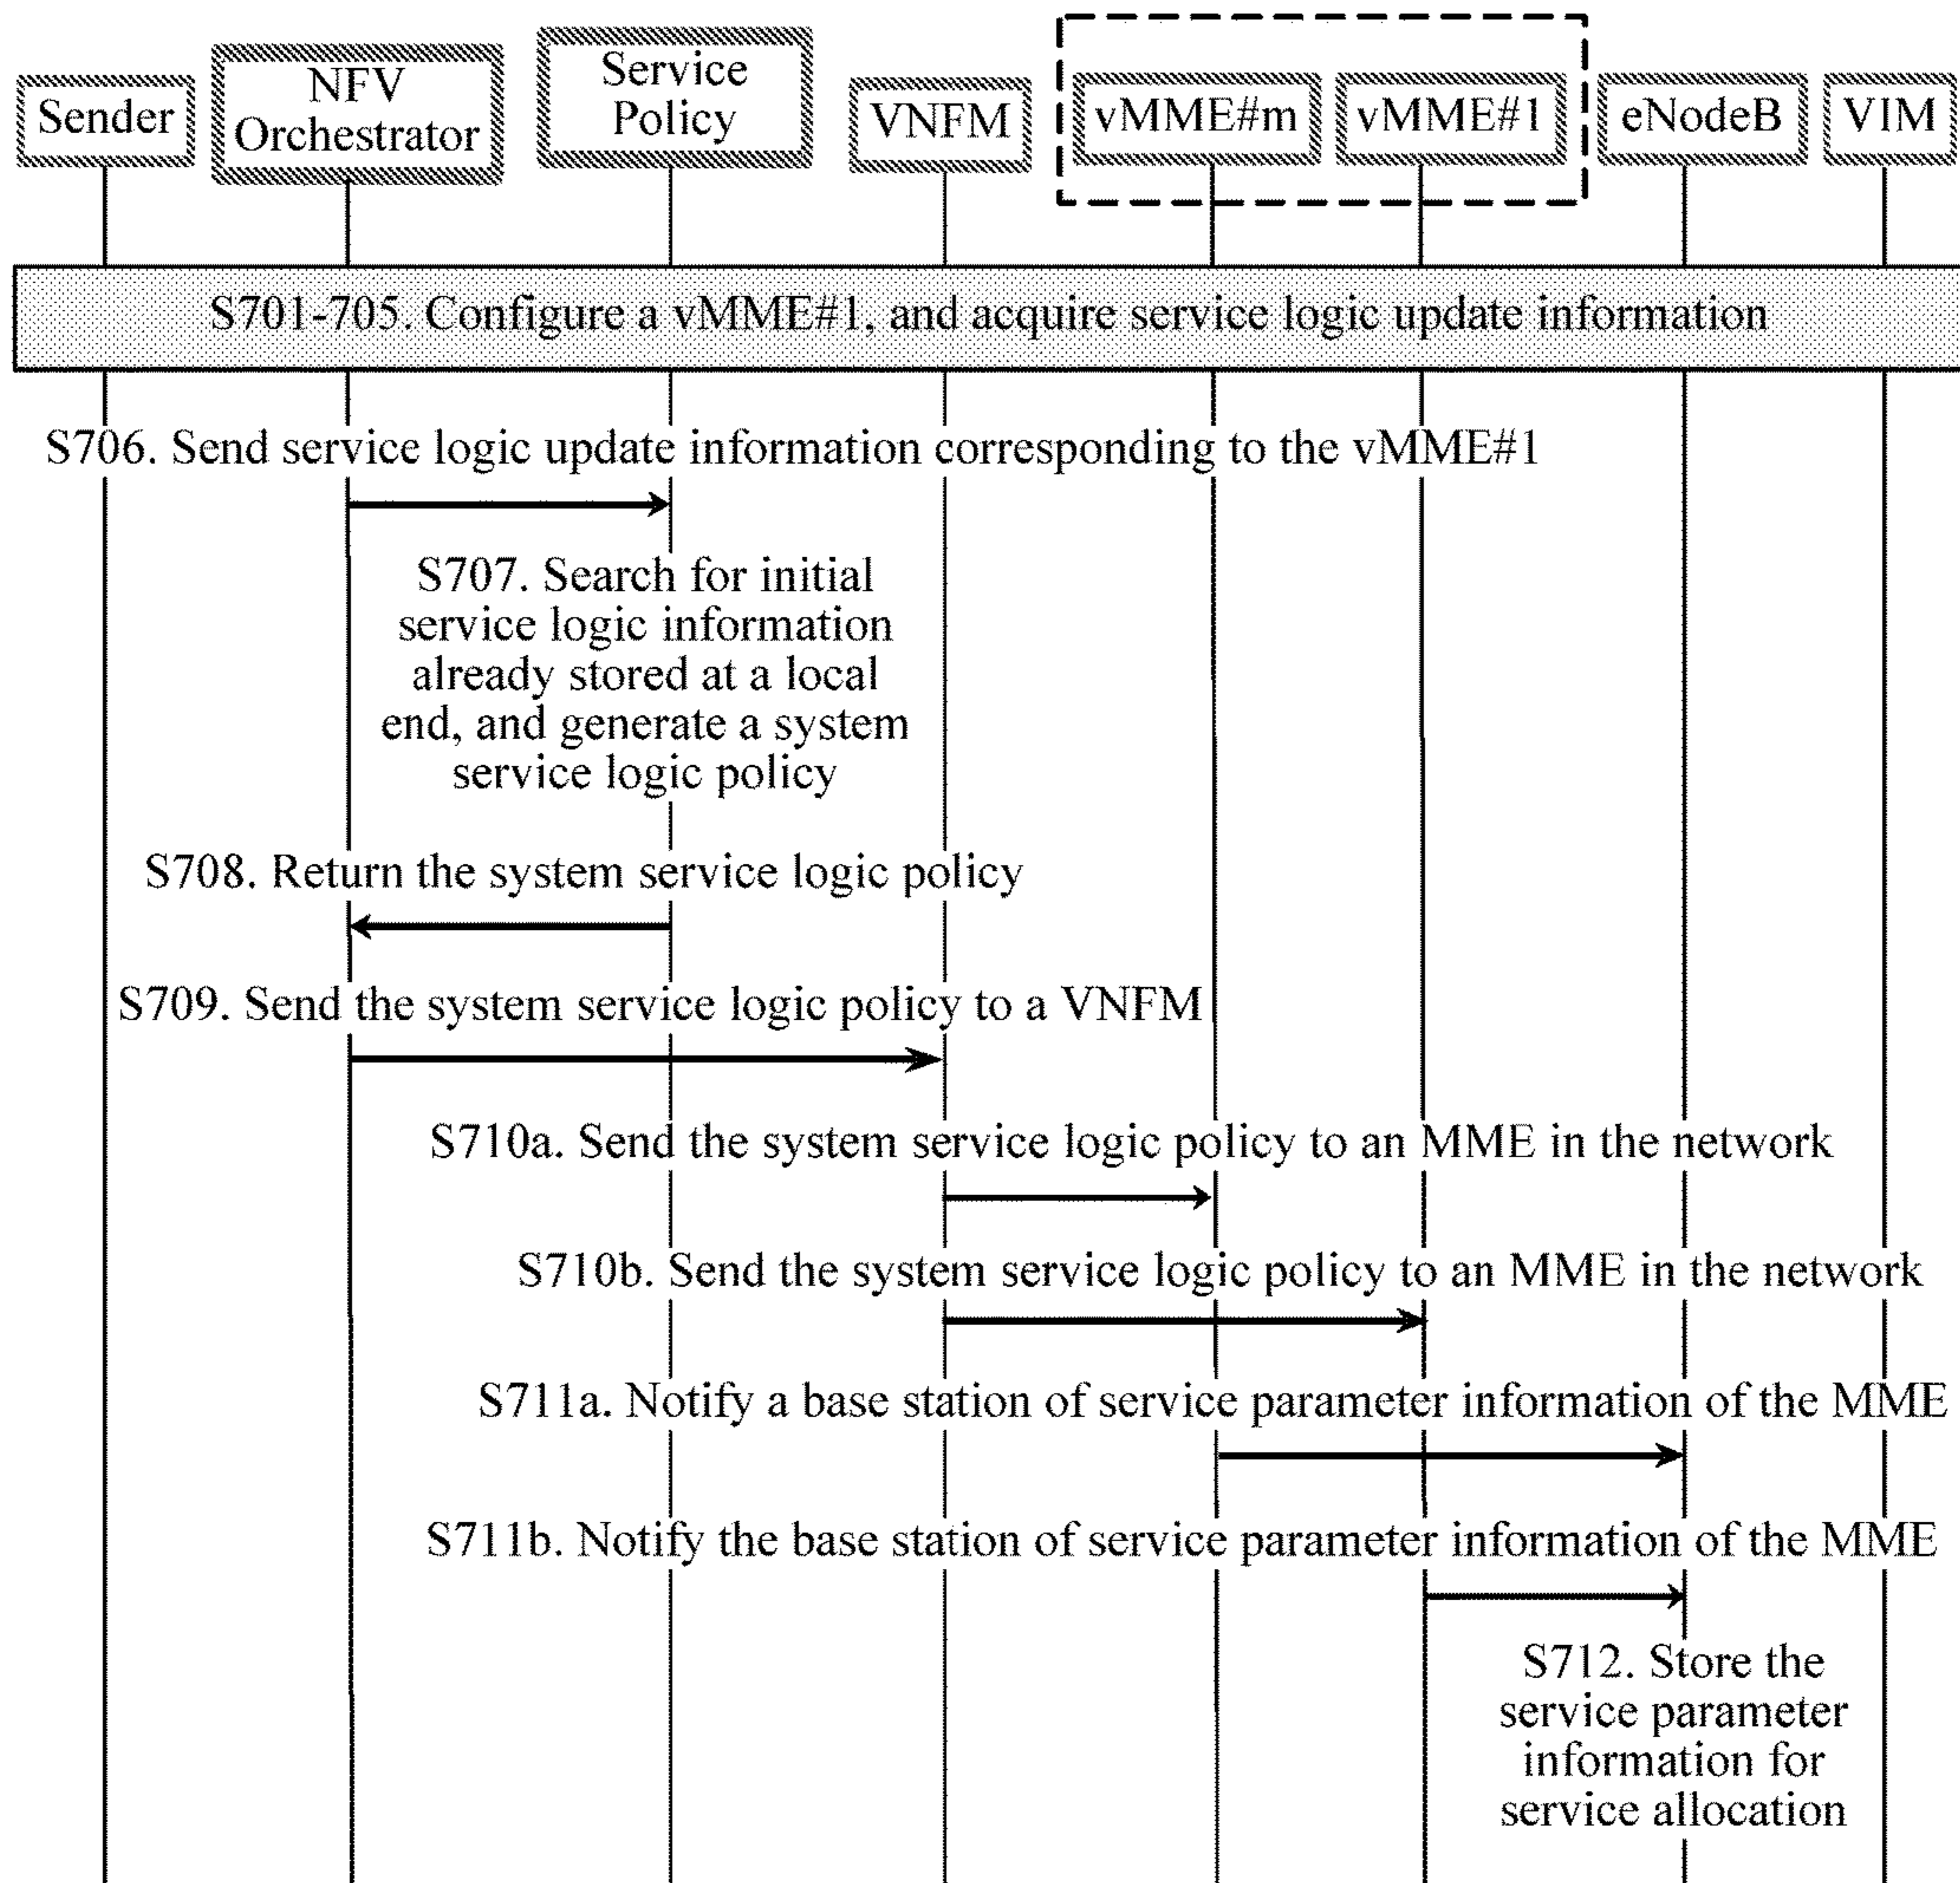 Sender
NFV
Orchestrator
Service
Policy
VNFM
vMME#m
vMME#1
eNodeB
VIM
S701-705. Configure a vMME#1, and acquire service logic update information
S706. Send service logic update information corresponding to the vMME#1
S707. Search for initial
service logic information
already stored at a local
end, and generate a system
service logic policy
S708. Return the system service logic policy
S709. Send the system service logic policy to a VNFM
S710a. Send the system service logic policy to an MME in the network
S710b. Send the system service logic policy to an MME in the network
S711a. Notify a base station of service parameter information of the MME
S711b. Notify the base station of service parameter information of the MME
S712. Store the
service parameter
information for
service allocation